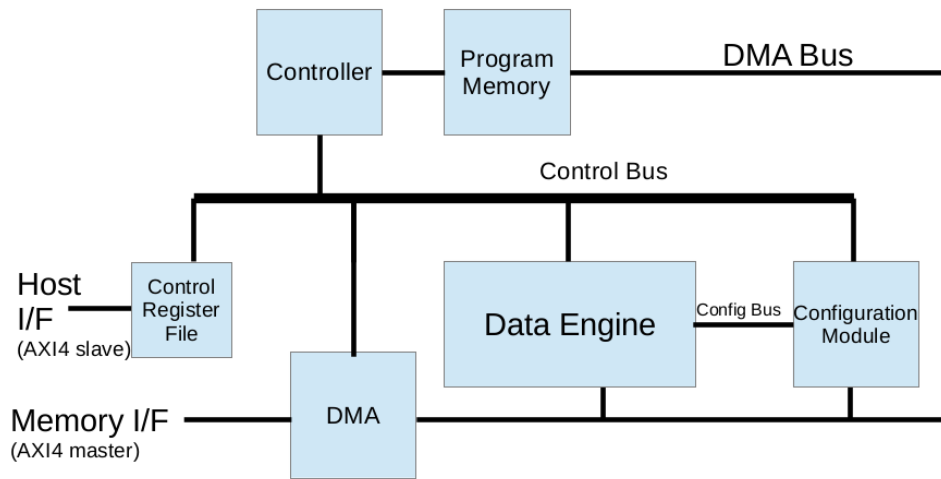 Controller
Program
Memory
DMA Bus
Control Bus
Host
I/F
(AXI4 slave)
Control
Register
File
Data Engine
Config Bus
Configuration
Module
Memory I/F
(AXI4 master)
DMA